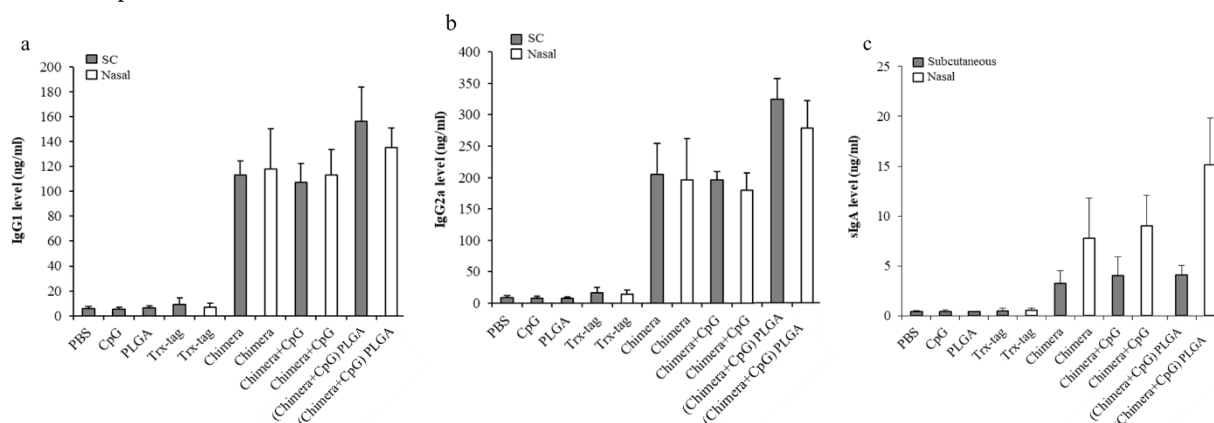 a
SC
Nasal
IgG1 level (ng/ml)
200
180
160
140
120
100
80
60
40
20
0
PBS
CpG
PLGA
Trx-tag
Trx-tag
Chimera
Chimera
Chimera+CpG
Chimera+CpG
(Chimera+CpG) PLGA
(Chimera+CpG) PLGA
b
SC
Nasal
IgG2a level (ng/ml)
400
350
300
250
200
150
100
50
0
PBS
CpG
PLGA
Trx-tag
Trx-tag
Chimera
Chimera
Chimera+CpG
Chimera+CpG
(Chimera+CpG) PLGA
(Chimera+CpG) PLGA
c
Subcutaneous
Nasal
sIgA level (ng/ml)
25
20
15
10
5
0
PBS
CpG
PLGA
Trx-tag
Trx-tag
Chimera
Chimera
Chimera+CpG
Chimera+CpG
(Chimera+CpG) PLGA
(Chimera+CpG) PLGA